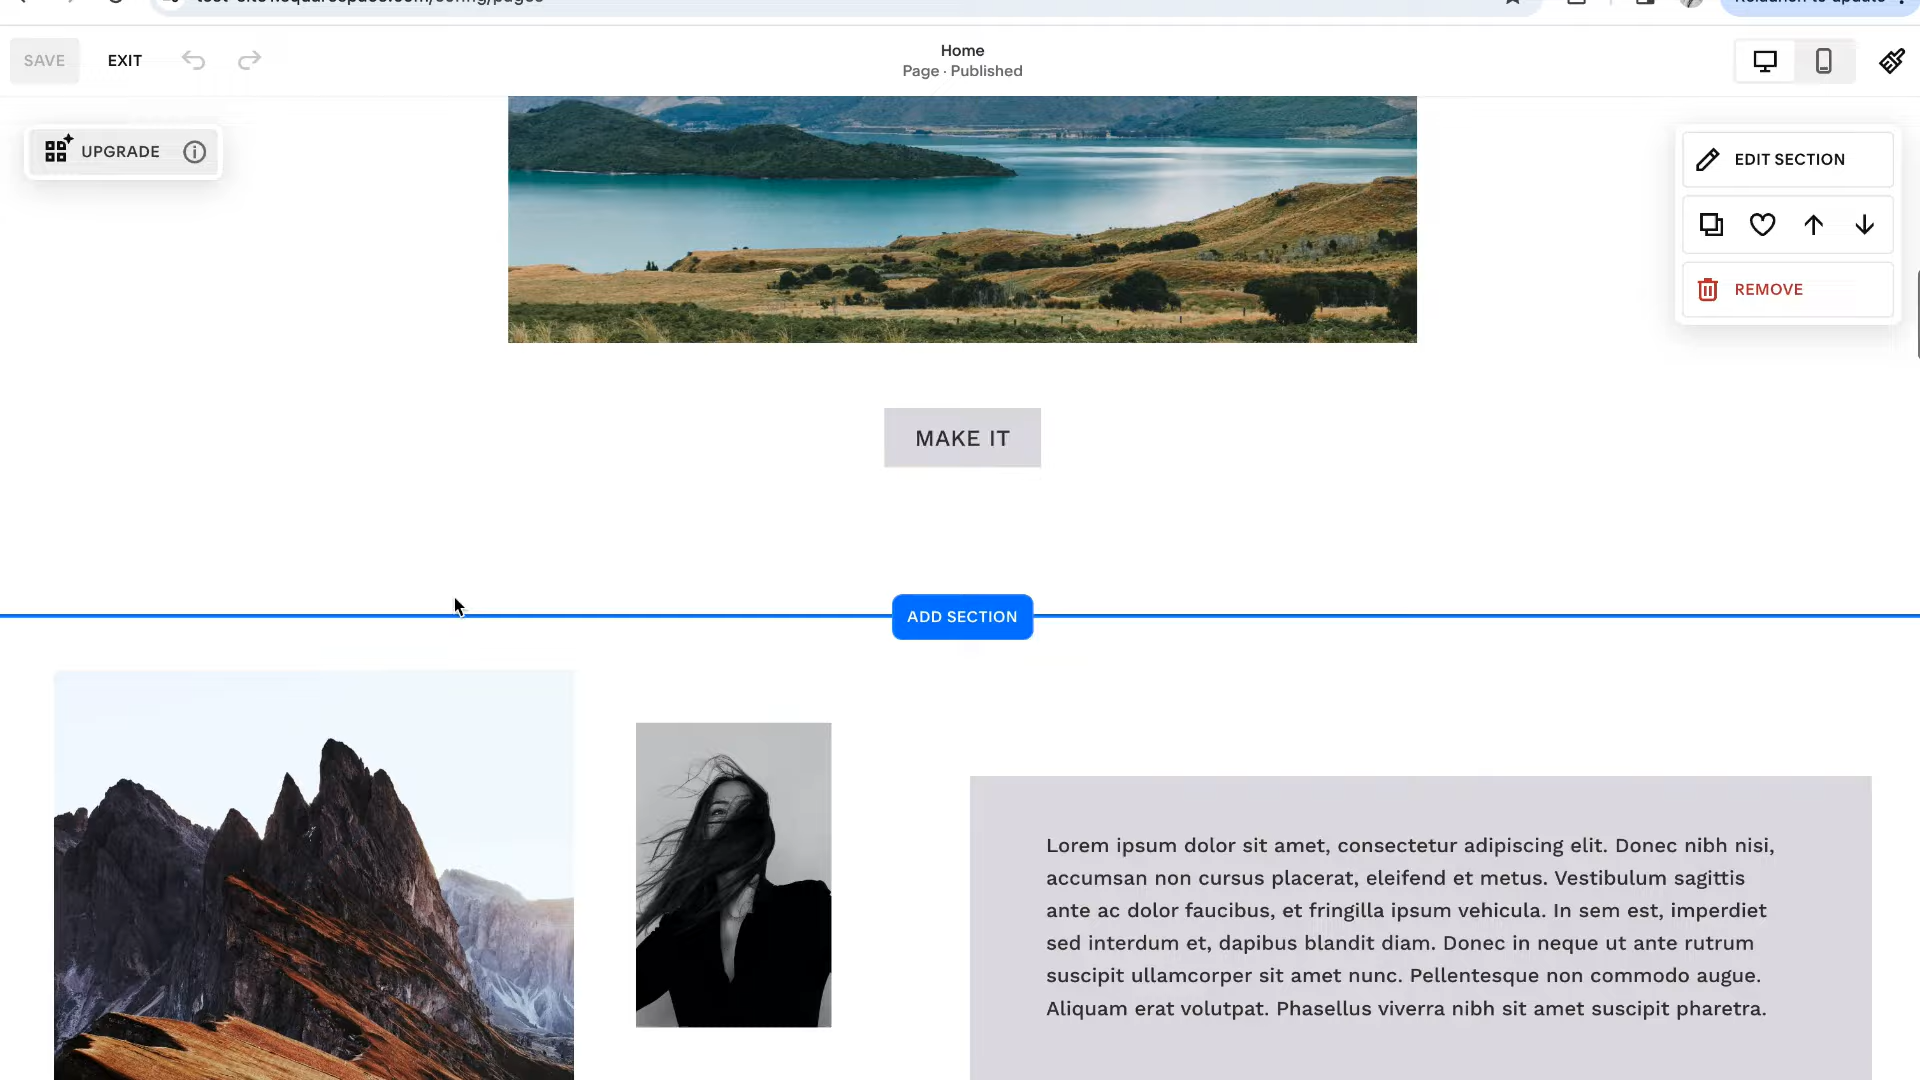 SAVE
EXIT
Home
Page · Published
UPGRADE
EDIT SECTION
REMOVE
MAKE IT
ADD SECTION
Lorem ipsum dolor sit amet, consectetur adipiscing elit. Donec nibh nisi,
accumsan non cursus placerat, eleifend et metus. Vestibulum sagittis
ante ac dolor faucibus, et fringilla ipsum vehicula. In sem est, imperdiet
sed interdum et, dapibus blandit diam. Donec in neque ut ante rutrum
suscipit ullamcorper sit amet nunc. Pellentesque non commodo augue.
Aliquam erat volutpat. Phasellus viverra nibh sit amet suscipit pharetra.